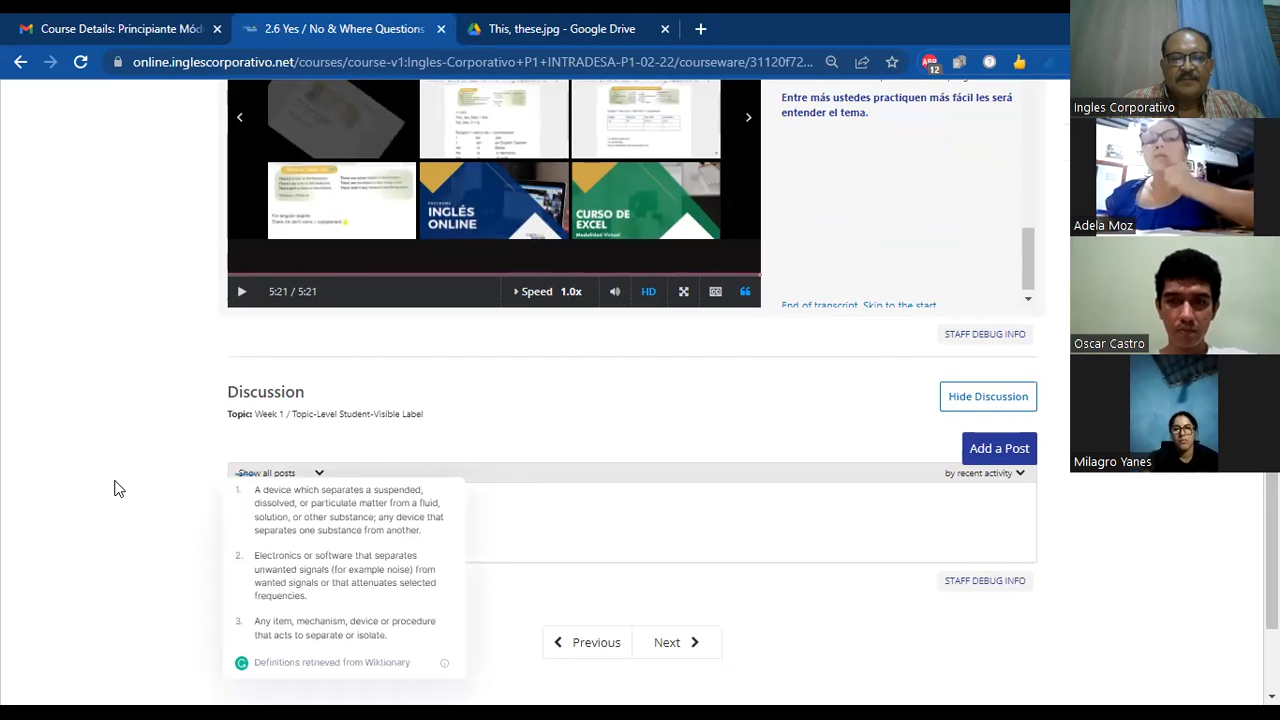 Course Details: Principiante Mód
2.6 Yes / No & Where Questions
This, these.jpg - Google Drive
online.inglescorporativo.net/courses/course-v1:Ingles-Corporativo+P1+INTRADESA-P1-02-22/courseware/31120f72...
12
Entre más ustedes practiquen más fácil les será
entender el tema.
INGLÉS
ONLINE
CURSO DE
EXCEL
Modalidad Virtual
5:21 / 5:21
Speed 1.0x
HD
End of transcript. Skip to the start.
STAFF DEBUG INFO
Discussion
Hide Discussion
Topic: Week 1 / Topic-Level Student-Visible Label
Add a Post
Show all posts
by recent activity
1. A device which separates a suspended,
dissolved, or particulate matter from a fluid,
solution, or other substance; any device that
separates one substance from another.
2. Electronics or software that separates
unwanted signals (for example noise) from
wanted signals or that attenuates selected
frequencies.
3. Any item, mechanism, device or procedure
that acts to separate or isolate.
Definitions retrieved from Wiktionary
STAFF DEBUG INFO
Previous
Next
Ingles Corporativo
Adela Moz
Oscar Castro
Milagro Yanes